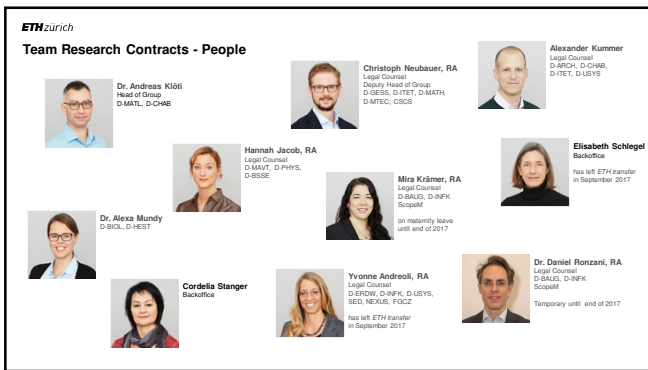 ETH zürich
Team Research Contracts - People
Dr. Andreas Klöti
Head of Group
D-MATL, D-CHAB
Christoph Neubauer, RA
Legal Counsel
Deputy Head of Group
D-GESS, D-ITET, D-MATH,
D-MTEC; CSCS
Alexander Kummer
Legal Counsel
D-ARCH, D-CHAB,
D-ITET, D-USYS
Hannah Jacob, RA
Legal Counsel
D-MAVT, D-PHYS,
D-BSSE
Mira Krämer, RA
Legal Counsel
D-BAUG, D-INFK
ScopeM
on maternity leave
until end of 2017
Elisabeth Schlegel
Backoffice
has left ETH transfer
in September 2017
Dr. Alexa Mundy
D-BIOL, D-HEST
Cordelia Stanger
Backoffice
Yvonne Andreoli, RA
Legal Counsel
D-ERDW, D-INFK, D-USYS,
SED, NEXUS, FGCZ
has left ETH transfer
in September 2017
Dr. Daniel Ronzani, RA
Legal Counsel
D-BAUG, D-INFK
ScopeM
Temporary until end of 2017